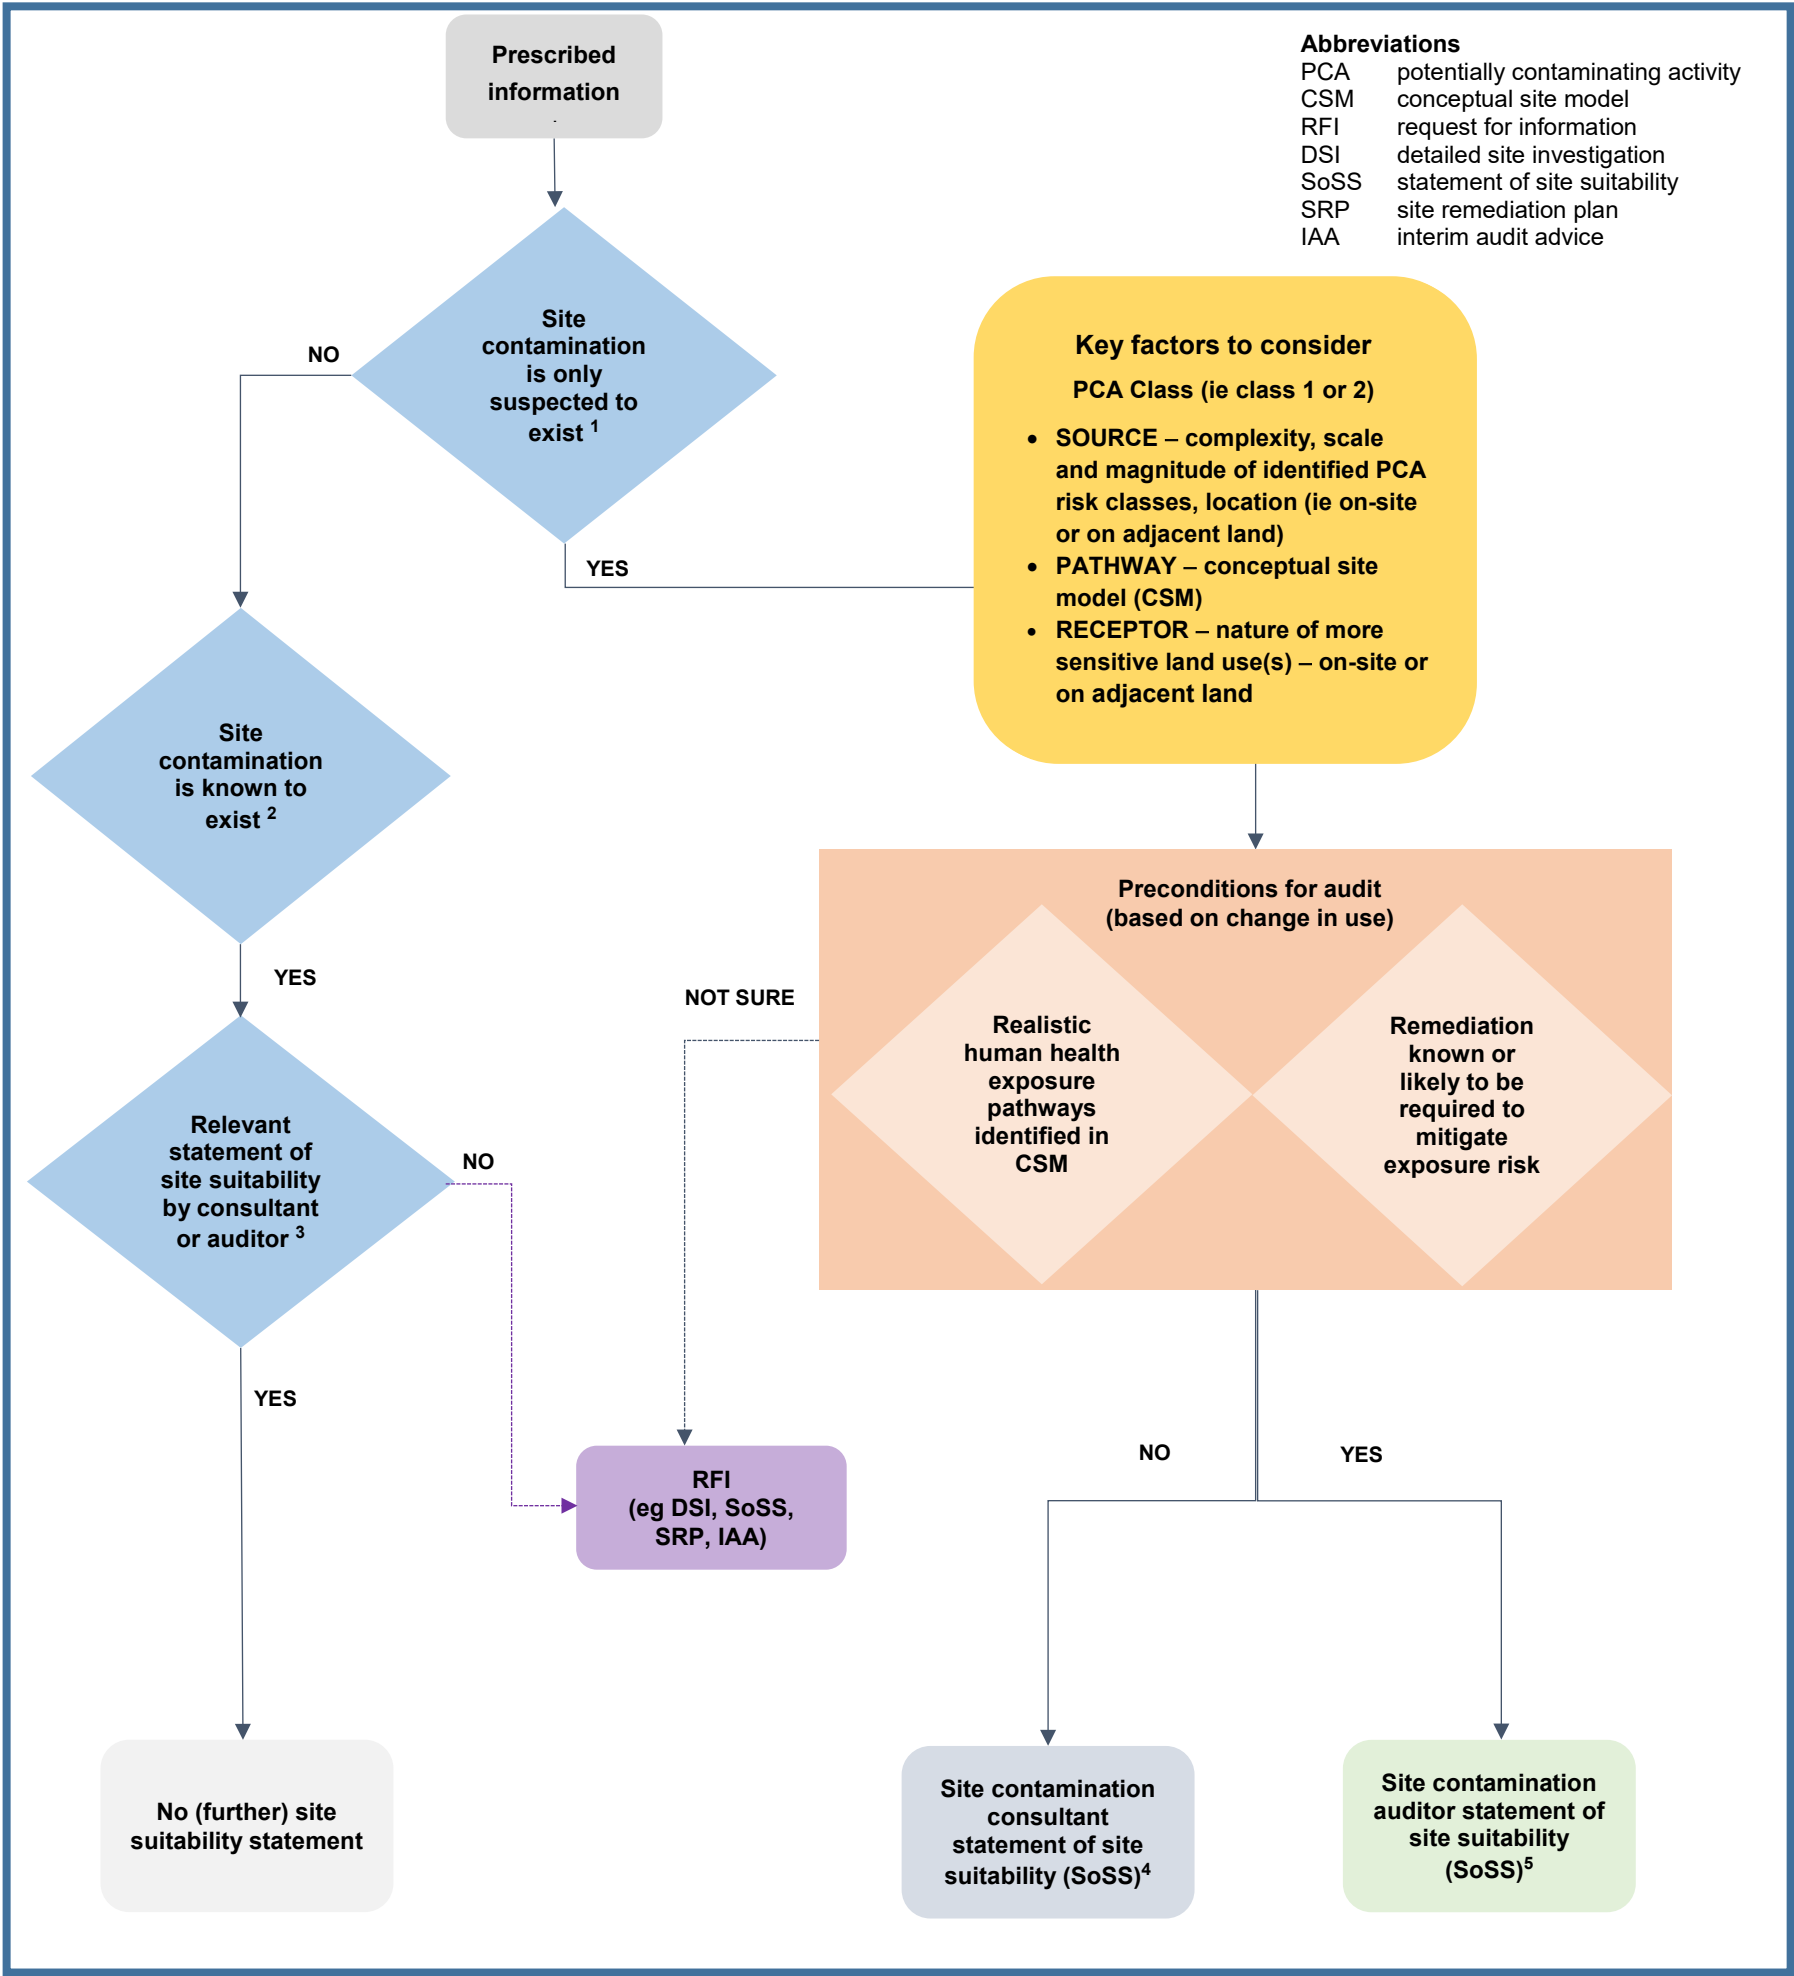 Prescribed
information
.
Abbreviations
PCA potentially contaminating activity
CSM conceptual site model
RFI request for information
DSI detailed site investigation
SoSS statement of site suitability
SRP site remediation plan
IAA interim audit advice
Site
contamination
is only
suspected to
exist 1
NO
YES
Key factors to consider
PCA Class (ie class 1 or 2)
• SOURCE – complexity, scale
and magnitude of identified PCA
risk classes, location (ie on-site
or on adjacent land)
• PATHWAY – conceptual site
model (CSM)
• RECEPTOR – nature of more
sensitive land use(s) – on-site or
on adjacent land
Site
contamination
is known to
exist 2
YES
Preconditions for audit
(based on change in use)
NOT SURE
Realistic
human health
exposure
pathways
identified in
CSM
Remediation
known or
likely to be
required to
mitigate
exposure risk
Relevant
statement of
site suitability
by consultant
or auditor 3
NO
YES
RFI
(eg DSI, SoSS,
SRP, IAA)
NO
YES
No (further) site
suitability statement
Site contamination
consultant
statement of site
suitability (SoSS)4
Site contamination
auditor statement of
site suitability
(SoSS)5